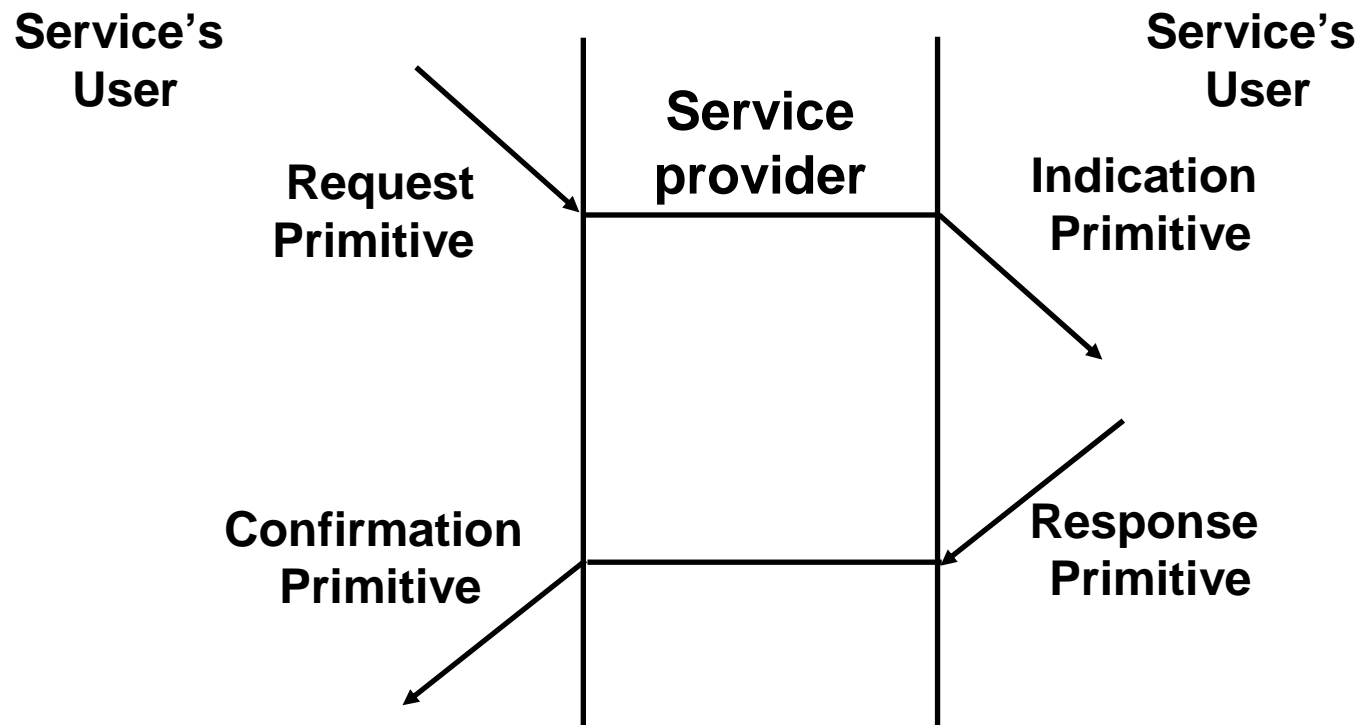 Service’s
User
Service’s
User
Service
provider
Request
Primitive
Indication
Primitive
Confirmation
Primitive
Response
Primitive